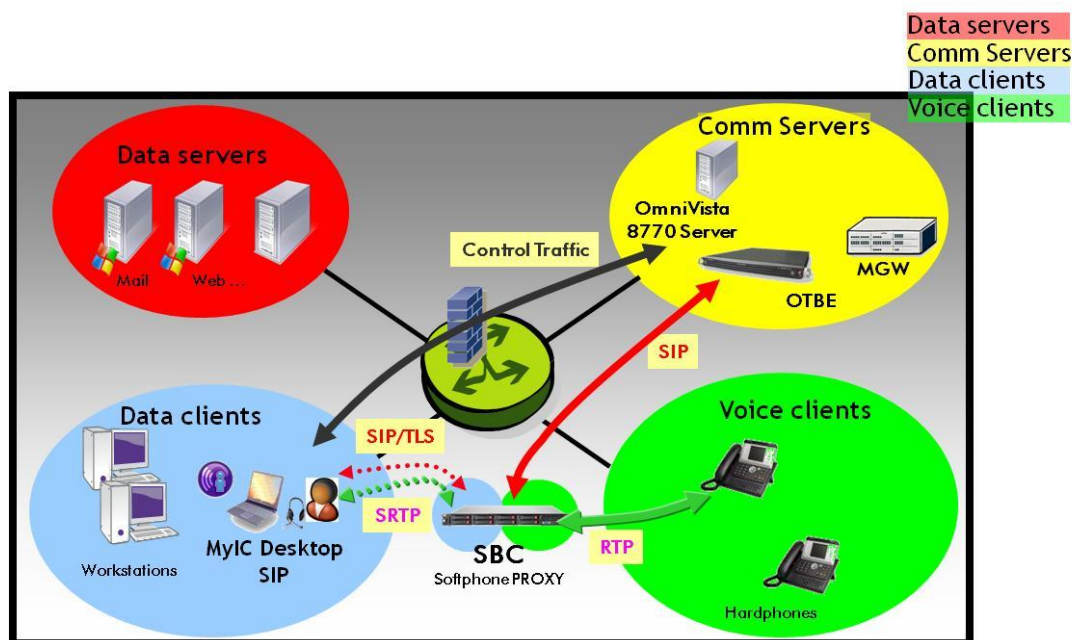 Data servers
Comm Servers
Data clients
Voice clients
Data servers
Mail
Web ...
Comm Servers
OmniVista
8770 Server
MGW
OTBE
Control Traffic
SIP
Data clients
Workstations
MyIC Desktop
SIP
SIP/TLS
SRTP
SBC
Softphone PROXY
RTP
Voice clients
Hardphones